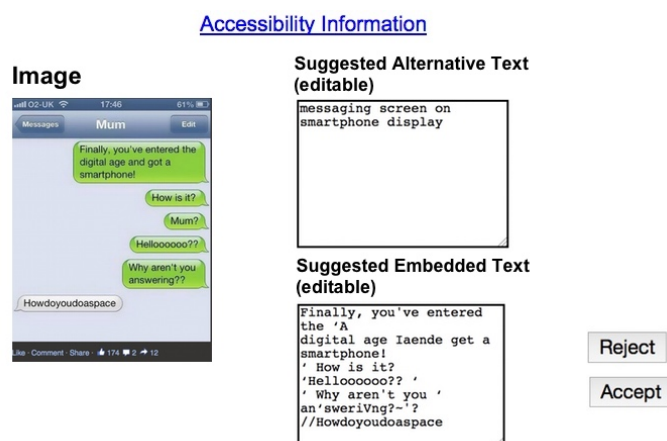 Accessibility Information
Image
Suggested Alternative Text
(editable)
messaging screen on
smartphone display
O2-UK 17:46 61%
Messages Mum Edit
Finally, you've entered the
digital age and got a
smartphone!
How is it?
Mum?
Helloooooo??
Why aren't you
answering??
Howdoyoudoaspace
Like · Comment · Share · 174 2 12
Suggested Embedded Text
(editable)
Finally, you've entered
the ‘A
digital age Iaende get a
smartphone!
‘ How is it?
‘Helloooooo?? ‘
‘ Why aren't you ‘
an‘sweriVng?~'?
//Howdoyoudoaspace
Reject
Accept